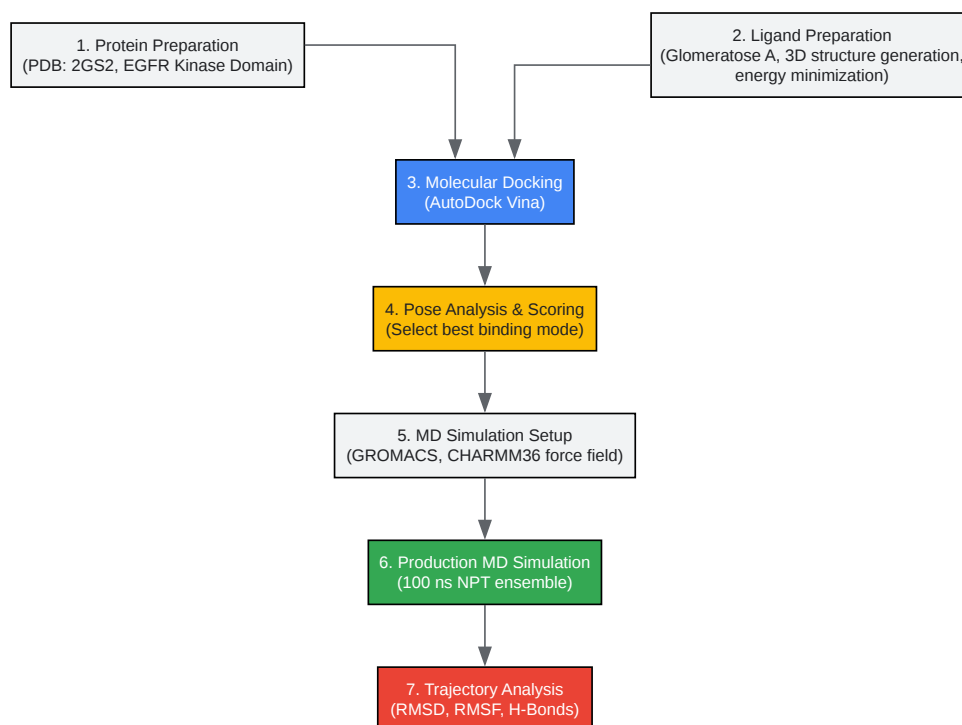 1. Protein Preparation
(PDB: 2GS2, EGFR Kinase Domain)
2. Ligand Preparation
(Glomeratose A, 3D structure generation,
energy minimization)
3. Molecular Docking
(AutoDock Vina)
4. Pose Analysis & Scoring
(Select best binding mode)
5. MD Simulation Setup
(GROMACS, CHARMM36 force field)
6. Production MD Simulation
(100 ns NPT ensemble)
7. Trajectory Analysis
(RMSD, RMSF, H-Bonds)